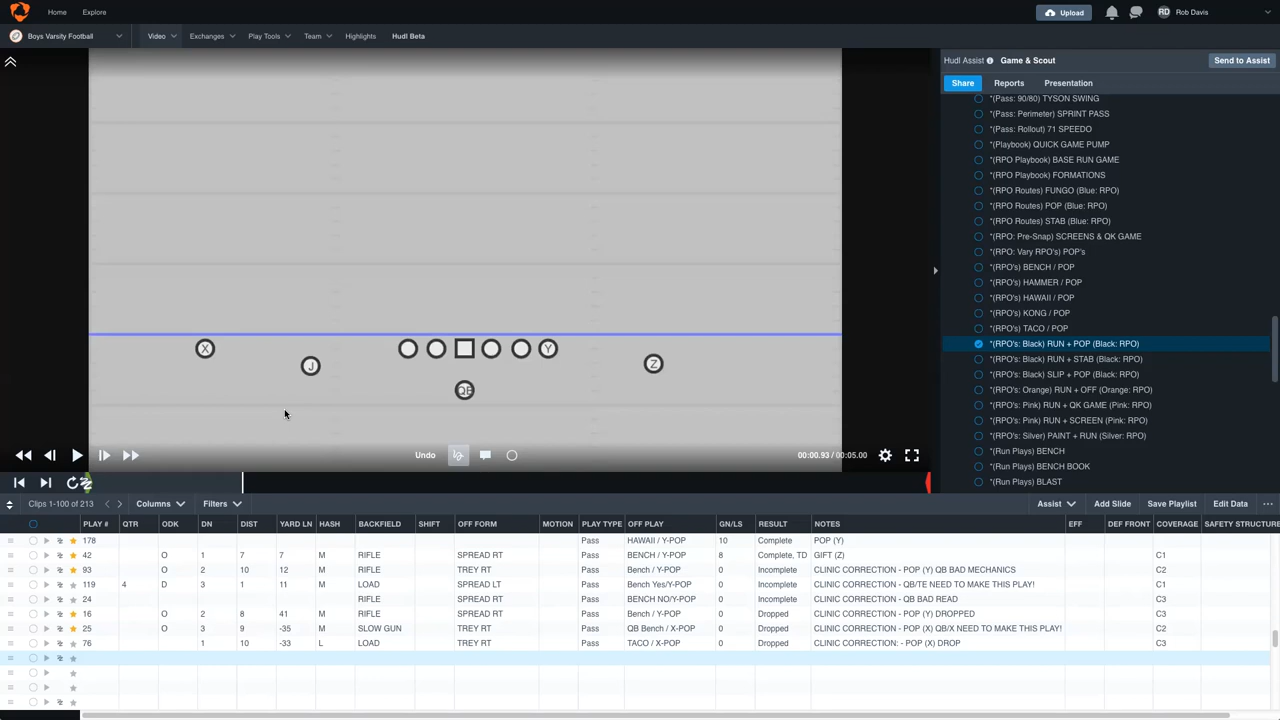 Home Explore Upload RD Rob Davis
Boys Varsity Football Video Exchanges Play Tools Team Highlights Hudl Beta
Hudl Assist Game & Scout Send to Assist
Share Reports Presentation
*(Pass: 90/80) TYSON SWING
*(Pass: Perimeter) SPRINT PASS
*(Pass: Rollout) 71 SPEEDO
*(Playbook) QUICK GAME PUMP
*(RPO Playbook) BASE RUN GAME
*(RPO Playbook) FORMATIONS
*(RPO Routes) FUNGO (Blue: RPO)
*(RPO Routes) POP (Blue: RPO)
*(RPO Routes) STAB (Blue: RPO)
*(RPO: Pre-Snap) SCREENS & QK GAME
*(RPO: Vary RPO's) POP's
*(RPO's) BENCH / POP
*(RPO's) HAMMER / POP
*(RPO's) HAWAII / POP
*(RPO's) KONG / POP
*(RPO's) TACO / POP
*(RPO's: Black) RUN + POP (Black: RPO)
*(RPO's: Black) RUN + STAB (Black: RPO)
*(RPO's: Black) SLIP + POP (Black: RPO)
*(RPO's: Orange) RUN + OFF (Orange: RPO)
*(RPO's: Pink) RUN + QK GAME (Pink: RPO)
*(RPO's: Pink) RUN + SCREEN (Pink: RPO)
*(RPO's: Silver) PAINT + RUN (Silver: RPO)
*(Run Plays) BENCH
*(Run Plays) BENCH BOOK
*(Run Plays) BLAST
X Y
J Z
QB
Undo 00:00.93 / 00:05.00
Clips 1-100 of 213 Columns Filters Assist Add Slide Save Playlist Edit Data
PLAY # QTR ODK DN DIST YARD LN HASH BACKFIELD SHIFT OFF FORM MOTION PLAY TYPE OFF PLAY GN/LS RESULT NOTES EFF DEF FRONT COVERAGE SAFETY STRUCTURE
178 Pass HAWAII / Y-POP 10 Complete POP (Y)
42 O 1 7 7 M RIFLE SPREAD RT Pass BENCH / Y-POP 8 Complete, TD GIFT (Z) C1
93 O 2 10 12 M RIFLE TREY RT Pass Bench / Y-POP 0 Incomplete CLINIC CORRECTION - POP (Y) QB BAD MECHANICS C2
119 4 D 3 1 11 M LOAD SPREAD LT Pass Bench Yes/Y-POP 0 Incomplete CLINIC CORRECTION - QB/TE NEED TO MAKE THIS PLAY! C1
24 RIFLE SPREAD RT Pass BENCH NO/Y-POP 0 Incomplete CLINIC CORRECTION - QB BAD READ C3
16 O 2 8 41 M RIFLE SPREAD RT Pass Bench / Y-POP 0 Dropped CLINIC CORRECTION - POP (Y) DROPPED C3
25 O 3 9 -35 M SLOW GUN TREY RT Pass QB Bench / X-POP 0 Dropped CLINIC CORRECTION - POP (X) QB/X NEED TO MAKE THIS PLAY! C2
76 1 10 -33 L LOAD TREY RT Pass TACO / X-POP 0 Dropped CLINIC CORRECTION: - POP (X) DROP C3